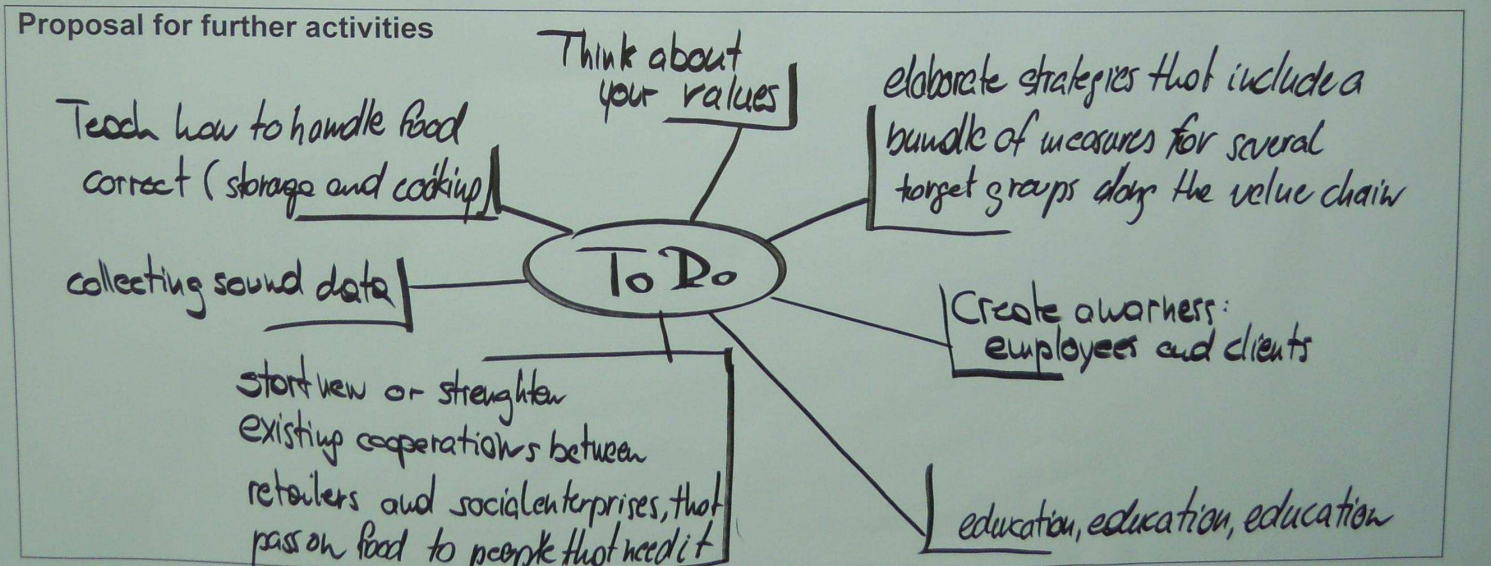 Proposal for further activities
Think about
your values
elaborate strategies that include a
bundle of measures for several
target groups along the value chain
Teach how to handle food
correct (storage and cooking)
To Do
collecting sound data
Create awarness:
employees and clients
start new or strenghten
existing cooperations between
retailers and social enterprises, that
pass on food to people that need it
education, education, education